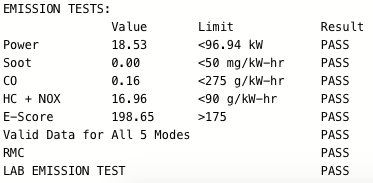 EMISSION TESTS:
Value Limit Result
Power 18.53 <96.94 kW PASS
Soot 0.00 <50 mg/kW-hr PASS
CO 0.16 <275 g/kW-hr PASS
HC + NOX 16.96 <90 g/kW-hr PASS
E-Score 198.65 >175 PASS
Valid Data for All 5 Modes PASS
RMC PASS
LAB EMISSION TEST PASS